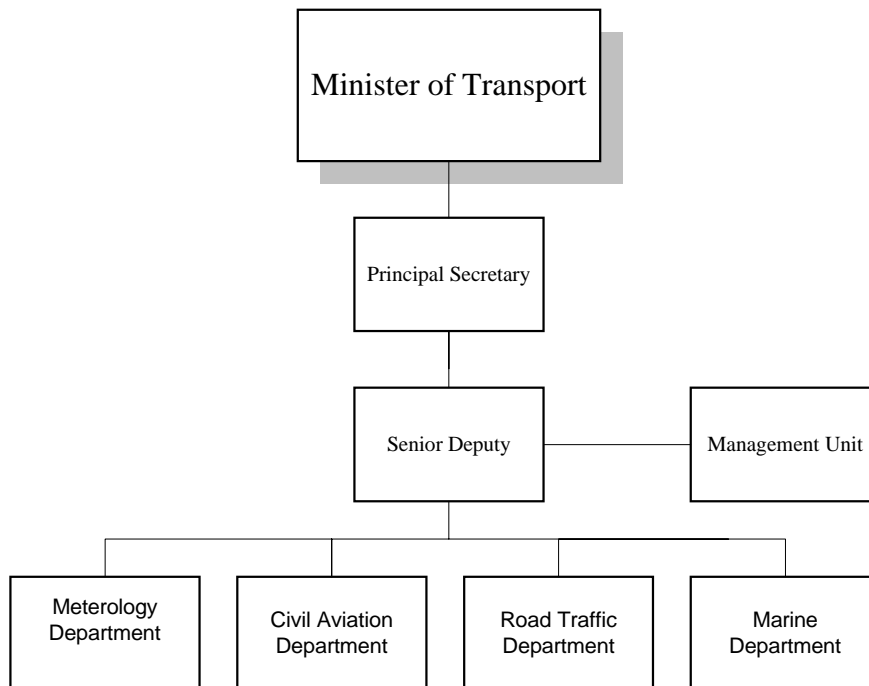 Minister of Transport
Principal Secretary
Senior Deputy
Management Unit
Meterology
Department
Civil Aviation
Department
Road Traffic
Department
Marine
Department